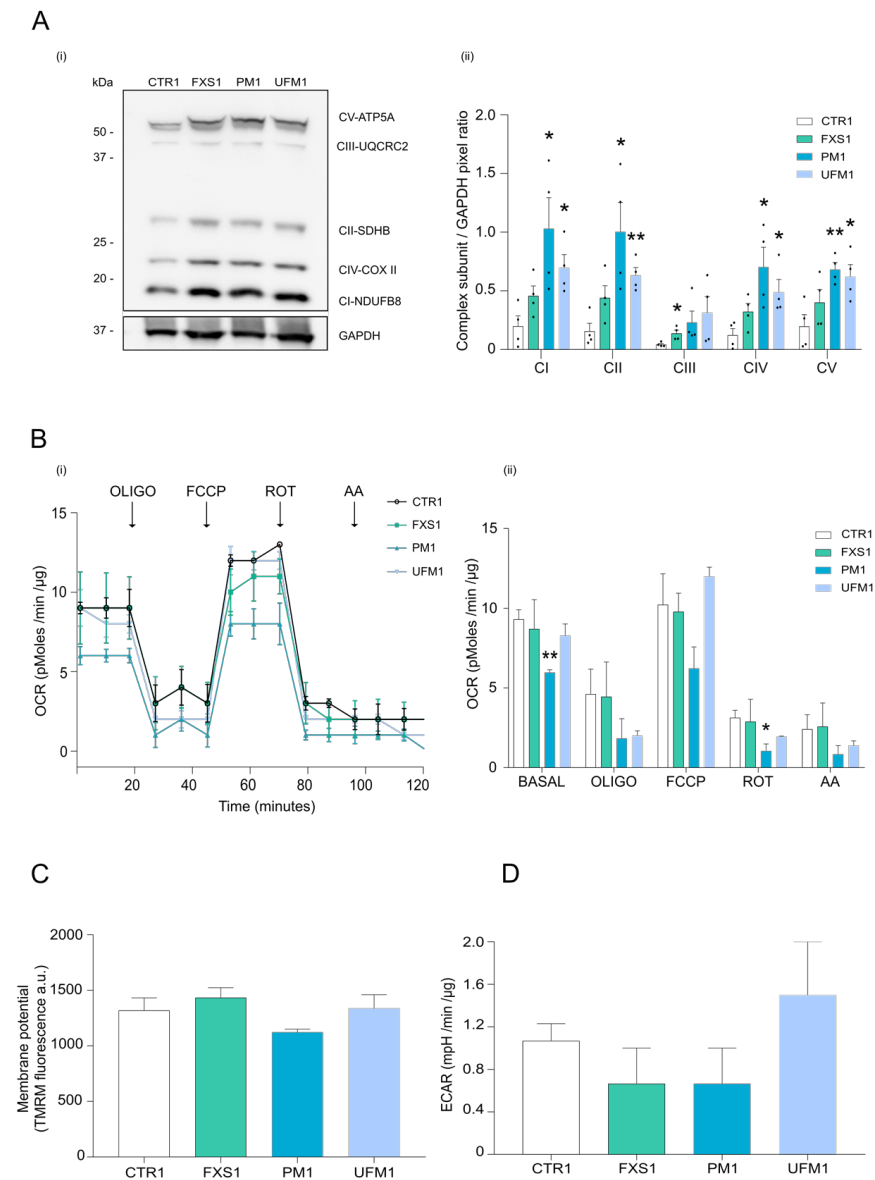 A
(i)
kDa
CTR1 FXS1 PM1 UFM1
50 -
37 -
25 -
20 -
37 -
CV-ATP5A
CIII-UQCRC2
CII-SDHB
CIV-COX II
CI-NDUFB8
GAPDH
(ii)
Complex subunit / GAPDH pixel ratio
2.0
1.5
1.0
0.5
0
* * * ** * * * ** *
CTR1
FXS1
PM1
UFM1
CI CII CIII CIV CV
B
(i)
OLIGO FCCP ROT AA
OCR (pMoles /min /µg)
15
10
5
0
20 40 60 80 100 120
Time (minutes)
CTR1
FXS1
PM1
UFM1
(ii)
OCR (pMoles /min /µg)
15
10
5
0
** *
CTR1
FXS1
PM1
UFM1
BASAL OLIGO FCCP ROT AA
C
Membrane potential
(TMRM fluorescence a.u.)
2000
1500
1000
500
0
CTR1 FXS1 PM1 UFM1
D
ECAR (mpH /min /µg)
2.0
1.6
1.2
0.8
0.4
0
CTR1 FXS1 PM1 UFM1